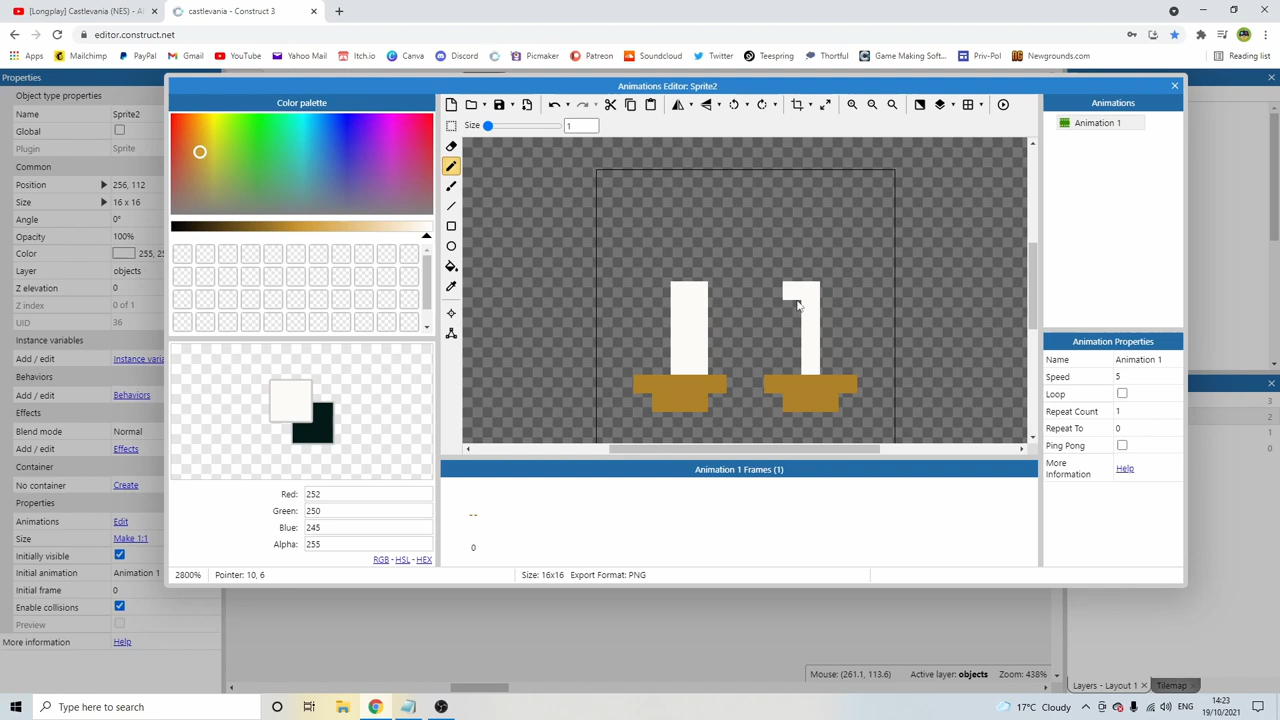 [Longplay] Castlevania (NES) - Al
castlevania - Construct 3
editor.construct.net
Apps
Mailchimp
PayPal
Gmail
YouTube
Yahoo Mail
Itch.io
Canva
Discord
Picmaker
Patreon
Soundcloud
Twitter
Teespring
Thortful
Game Making Soft...
Priv-Pol
Newgrounds.com
Reading list
Properties
Object type properties
Name Sprite2
Global
Plugin Sprite
Common
Position 256, 112
Size 16 x 16
Angle 0°
Opacity 100%
Color 255, 25
Layer objects
Z elevation 0
Z index 0 of 1
UID 36
Instance variables
Add / edit Instance varia
Behaviors
Add / edit Behaviors
Effects
Blend mode Normal
Add / edit Effects
Container
No container Create
Properties
Animations Edit
Size Make 1:1
Initially visible
Initial animation Animation 1
Initial frame 0
Enable collisions
Preview
More information Help
Animations Editor: Sprite2
Color palette
Red: 252
Green: 250
Blue: 245
Alpha: 255
RGB - HSL - HEX
Size 1
Animation 1 Frames (1)
0
2800% Pointer: 10, 6
Size: 16x16 Export Format: PNG
Animations
Animation 1
Animation Properties
Name Animation 1
Speed 5
Loop
Repeat Count 1
Repeat To 0
Ping Pong
More
Information
Help
3
2
1
0
Mouse: (261.1, 113.6) Active layer: objects Zoom: 438%
Layers - Layout 1
Tilemap
Type here to search
17°C Cloudy
ENG
14:23
19/10/2021